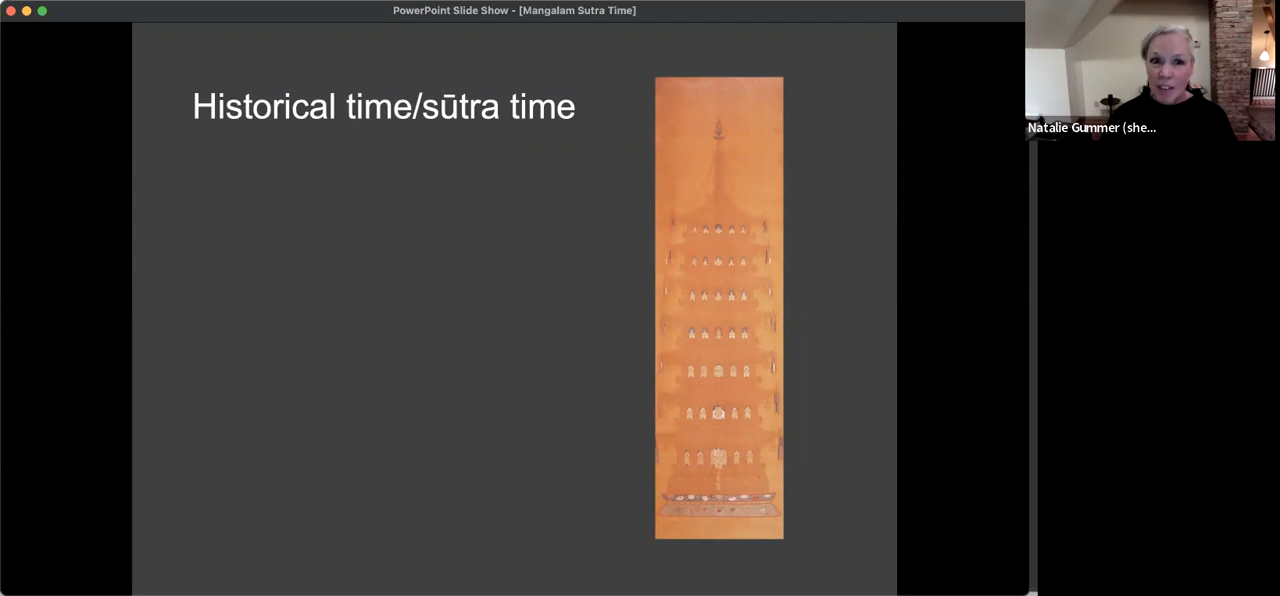 PowerPoint Slide Show - [Mangalam Sutra Time]
Historical time/sūtra time
Natalie Gummer (she...